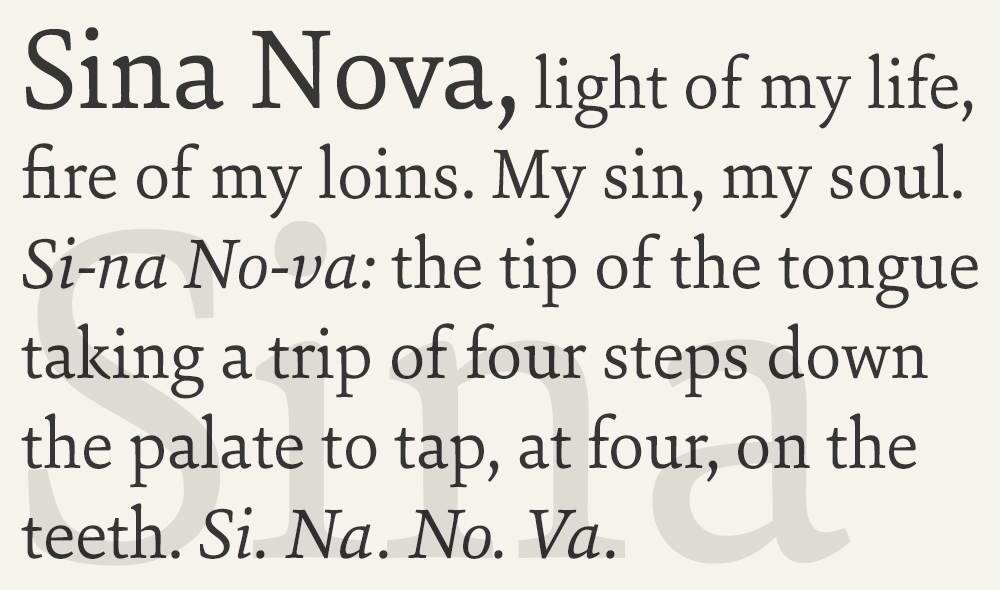 Sina Nova, light of my life,
fire of my loins. My sin, my soul.
Si-na No-va: the tip of the tongue
taking a trip of four steps down
the palate to tap, at four, on the
teeth. Si. Na. No. Va.
Sina